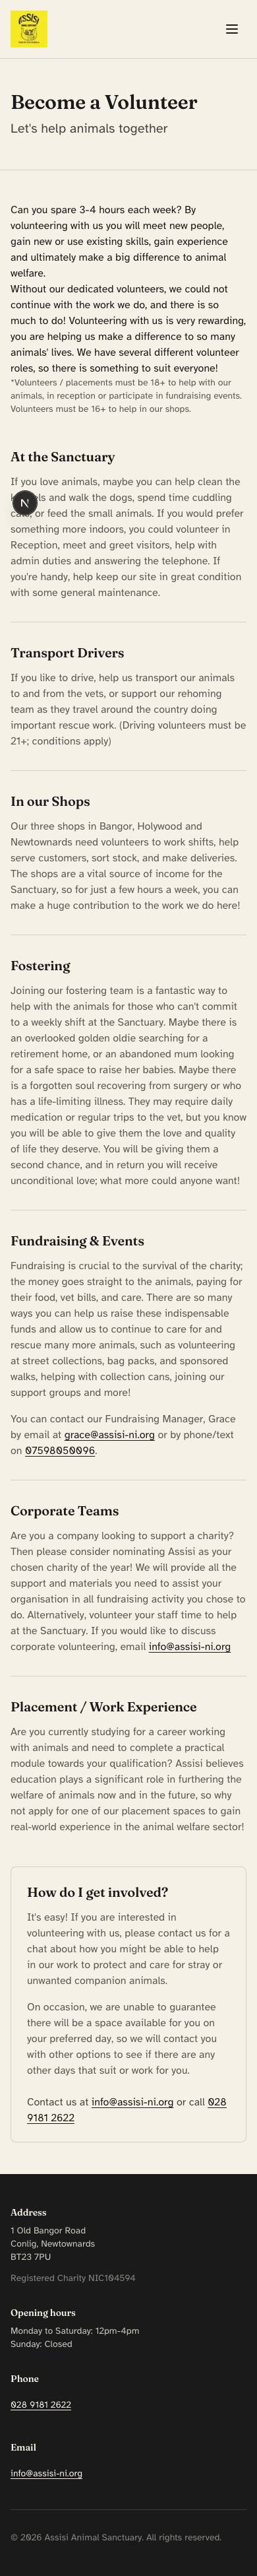 ASSISI
Become a Volunteer
Let's help animals together
Can you spare 3-4 hours each week? By
volunteering with us you will meet new people,
gain new or use existing skills, gain experience
and ultimately make a big difference to animal
welfare.
Without our dedicated volunteers, we could not
continue with the work we do, and there is so
much to do! Volunteering with us is very rewarding,
you are helping us make a difference to so many
animals' lives. We have several different volunteer
roles, so there is something to suit everyone!
*Volunteers / placements must be 18+ to help with our
animals, in reception or participate in fundraising events.
Volunteers must be 16+ to help in our shops.
At the Sanctuary
If you love animals, maybe you can help clean the
and walk the dogs, spend time cuddling
N
or feed the small animals. If you would prefer
something more indoors, you could volunteer in
Reception, meet and greet visitors, help with
admin duties and answering the telephone. If
you're handy, help keep our site in great condition
with some general maintenance.
Transport Drivers
If you like to drive, help us transport our animals
to and from the vets, or support our rehoming
team as they travel around the country doing
important rescue work. (Driving volunteers must be
21+; conditions apply)
In our Shops
Our three shops in Bangor, Holywood and
Newtownards need volunteers to work shifts, help
serve customers, sort stock, and make deliveries.
The shops are a vital source of income for the
Sanctuary, so for just a few hours a week, you can
make a huge contribution to the work we do here!
Fostering
Joining our fostering team is a fantastic way to
help with the animals for those who can't commit
to a weekly shift at the Sanctuary. Maybe there is
an overlooked golden oldie searching for a
retirement home, or an abandoned mum looking
for a safe space to raise her babies. Maybe there
is a forgotten soul recovering from surgery or who
has a life-limiting illness. They may require daily
medication or regular trips to the vet, but you know
you will be able to give them the love and quality
of life they deserve. You will be giving them a
second chance, and in return you will receive
unconditional love; what more could anyone want!
Fundraising & Events
Fundraising is crucial to the survival of the charity;
the money goes straight to the animals, paying for
their food, vet bills, and care. There are so many
ways you can help us raise these indispensable
funds and allow us to continue to care for and
rescue many more animals, such as volunteering
at street collections, bag packs, and sponsored
walks, helping with collection cans, joining our
support groups and more!
You can contact our Fundraising Manager, Grace
by email at grace@assisi-ni.org or by phone/text
on 07598050096.
Corporate Teams
Are you a company looking to support a charity?
Then please consider nominating Assisi as your
chosen charity of the year! We will provide all the
support and materials you need to assist your
organisation in all fundraising activity you chose to
do. Alternatively, volunteer your staff time to help
at the Sanctuary. If you would like to discuss
corporate volunteering, email info@assisi-ni.org
Placement / Work Experience
Are you currently studying for a career working
with animals and need to complete a practical
module towards your qualification? Assisi believes
education plays a significant role in furthering the
welfare of animals now and in the future, so why
not apply for one of our placement spaces to gain
real-world experience in the animal welfare sector!
How do I get involved?
It's easy! If you are interested in
volunteering with us, please contact us for a
chat about how you might be able to help
in our work to protect and care for stray or
unwanted companion animals.
On occasion, we are unable to guarantee
there will be a space available for you on
your preferred day, so we will contact you
with other options to see if there are any
other days that suit or work for you.
Contact us at info@assisi-ni.org or call 028
9181 2622
Address
1 Old Bangor Road
Conlig, Newtownards
BT23 7PU
Registered Charity NIC104594
Opening hours
Monday to Saturday: 12pm-4pm
Sunday: Closed
Phone
028 9181 2622
Email
info@assisi-ni.org
© 2026 Assisi Animal Sanctuary. All rights reserved.